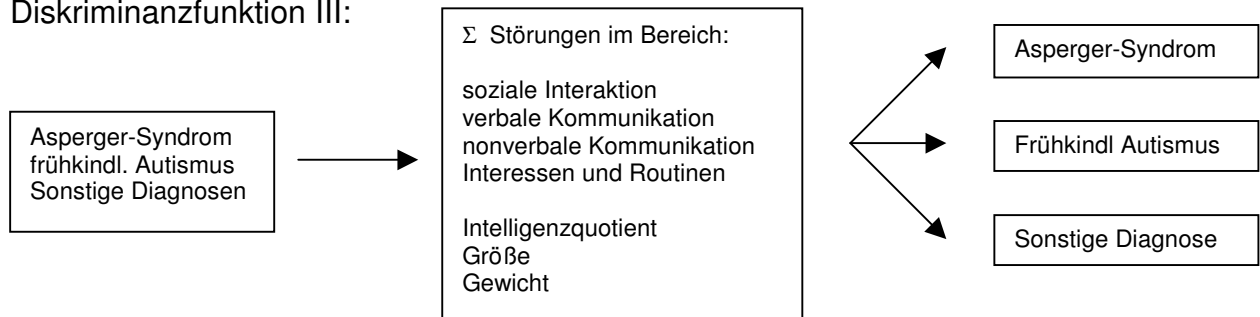 Diskriminanzfunktion III:
Asperger-Syndrom
frühkindl. Autismus
Sonstige Diagnosen
Σ Störungen im Bereich:
soziale Interaktion
verbale Kommunikation
nonverbale Kommunikation
Interessen und Routinen
Intelligenzquotient
Größe
Gewicht
Asperger-Syndrom
Frühkindl Autismus
Sonstige Diagnose